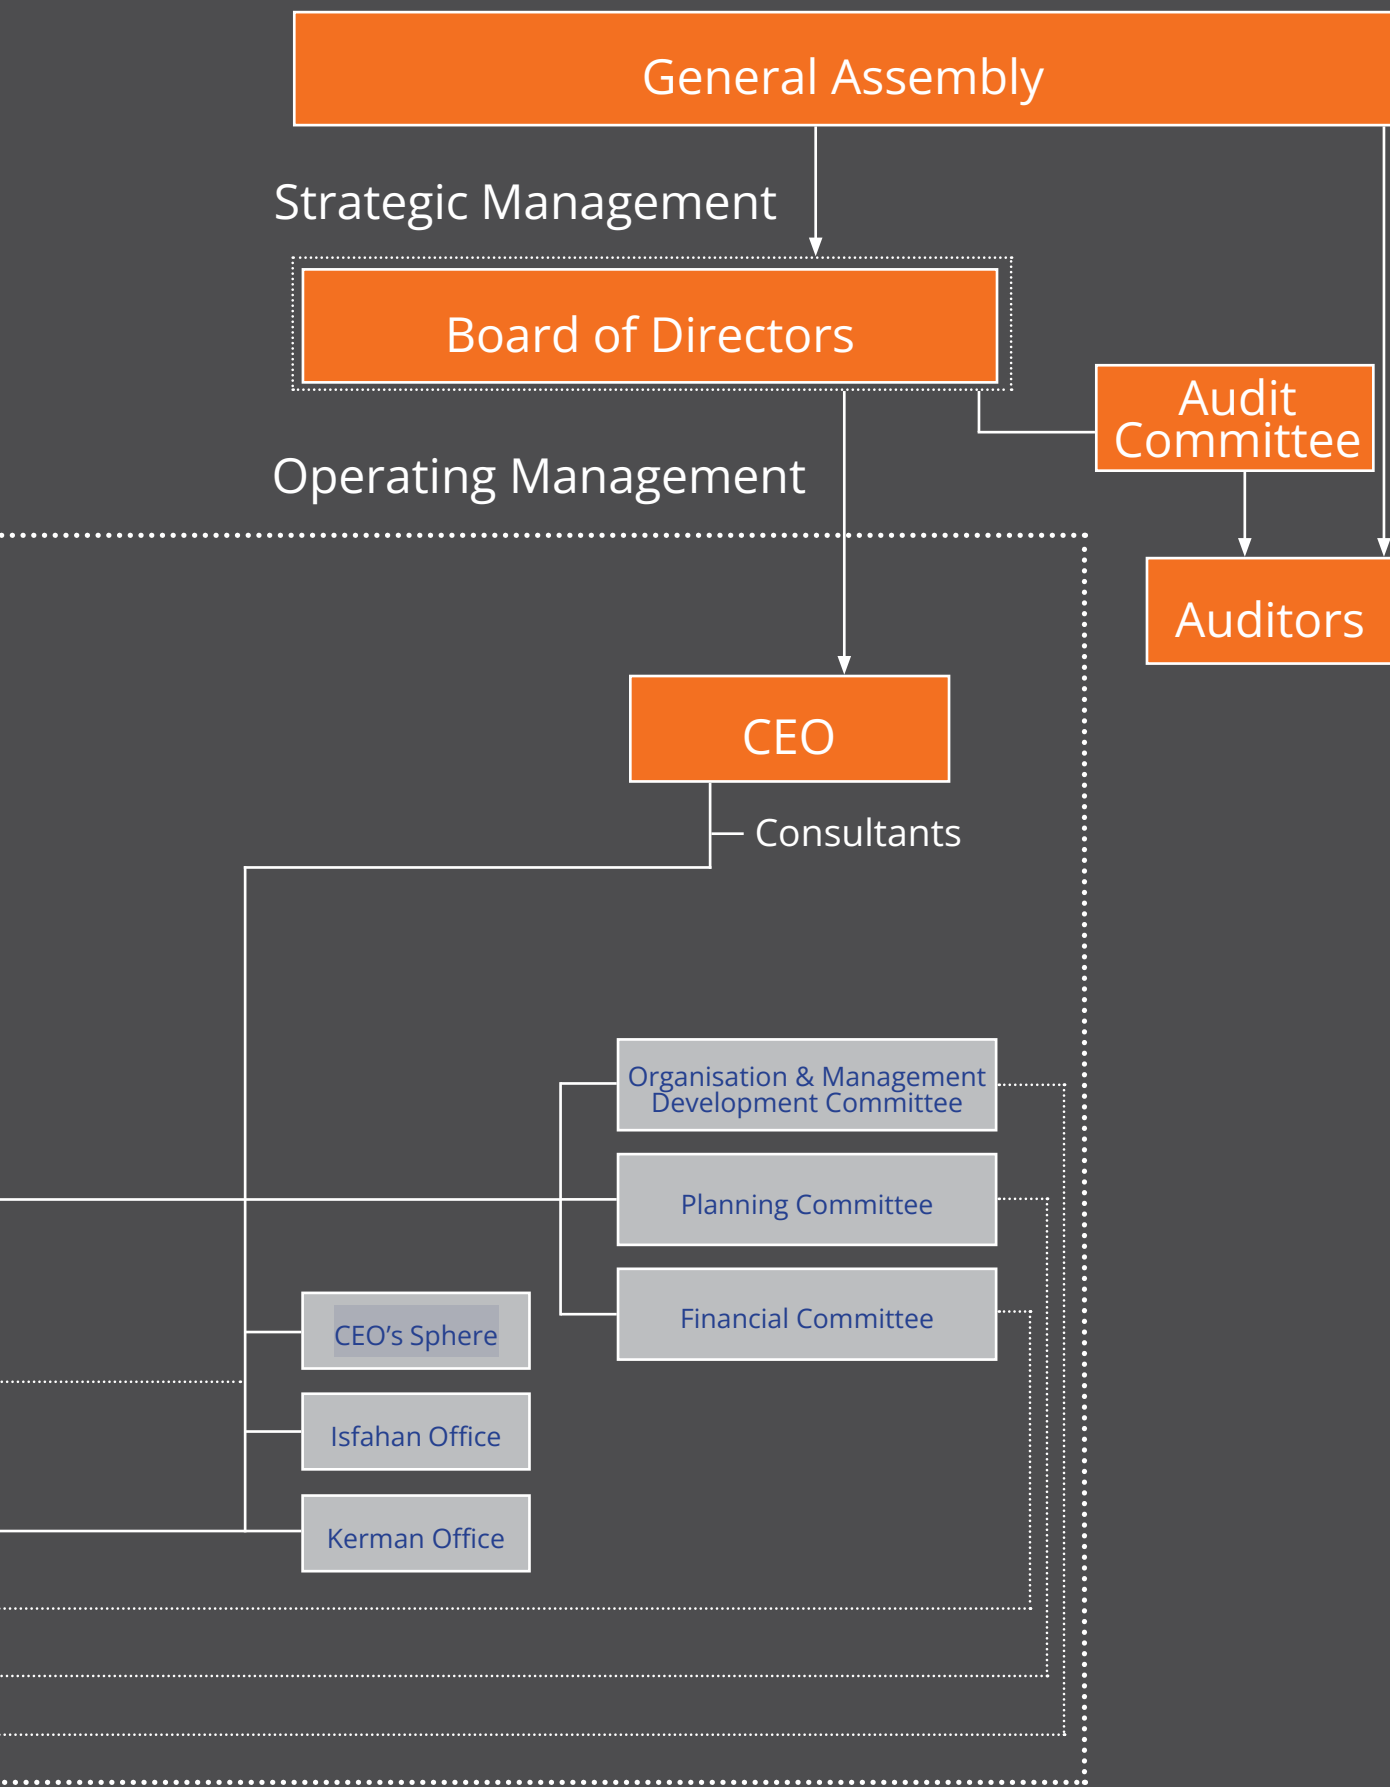 General Assembly
Strategic Management
Board of Directors
Audit
Committee
Operating Management
Auditors
CEO
Consultants
Organisation & Management
Development Committee
Planning Committee
Financial Committee
CEO’s Sphere
Isfahan Office
Kerman Office